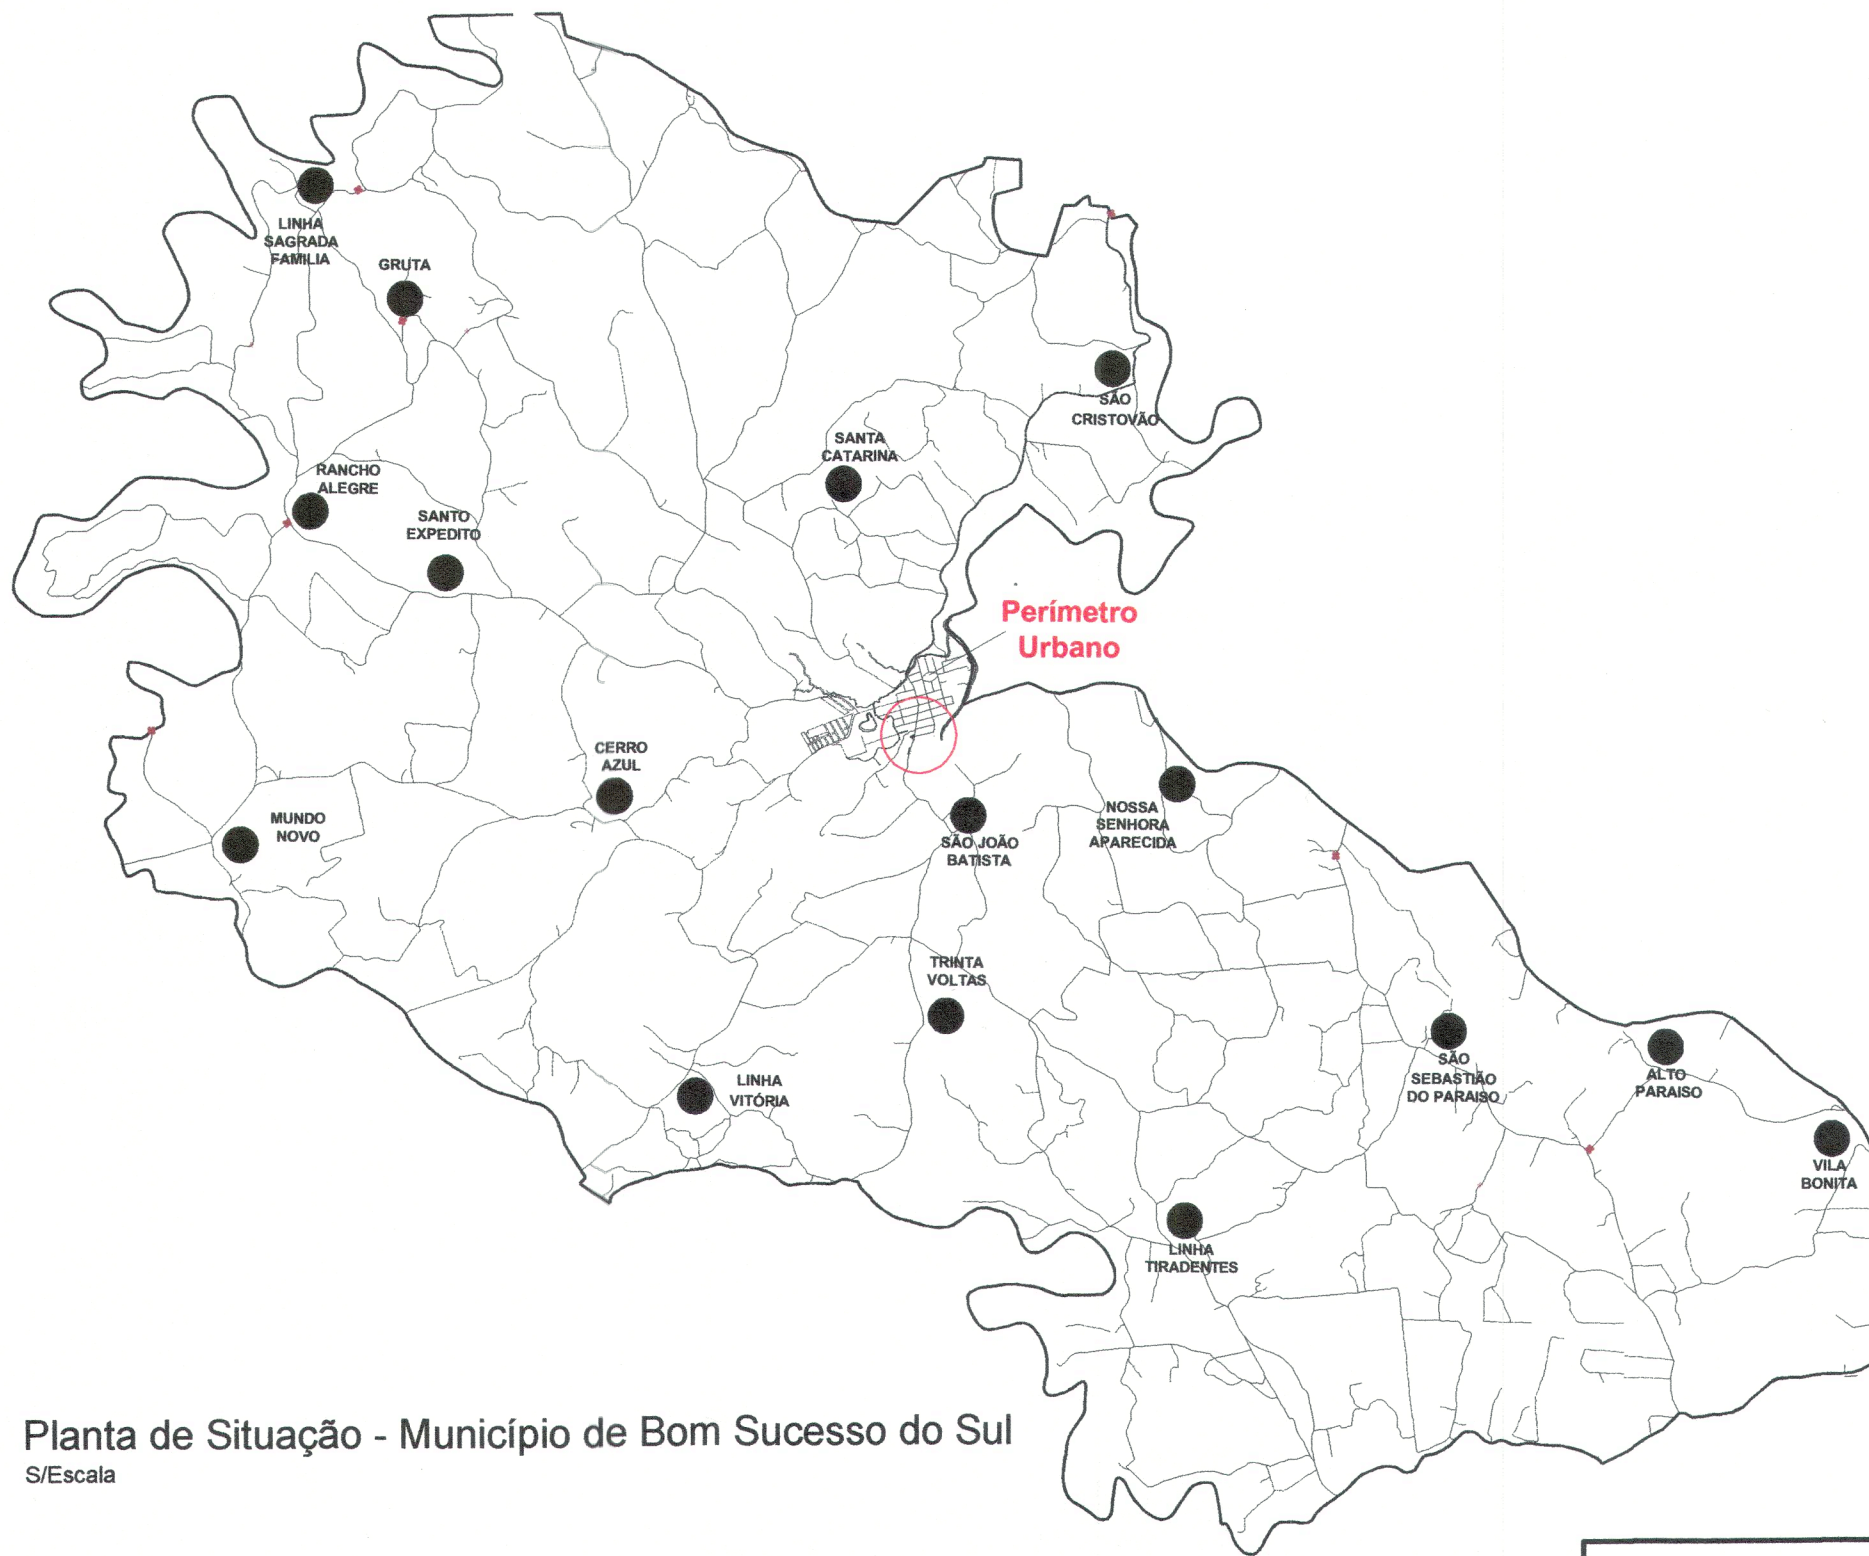 LINHA
SAGRADA
FAMILIA
GRUTA
SÃO
CRISTOVÃO
SANTA
CATARINA
RANCHO
ALEGRE
SANTO
EXPEDITO
Perímetro
Urbano
CERRO
AZUL
MUNDO
NOVO
SÃO JOÃO
BATISTA
NOSSA
SENHORA
APARECIDA
TRINTA
VOLTAS
LINHA
VITÓRIA
SÃO
SEBASTIÃO
DO PARAISO
ALTO
PARAISO
VILA
BONITA
LINHA
TIRADENTES
Planta de Situação - Município de Bom Sucesso do Sul
S/Escala